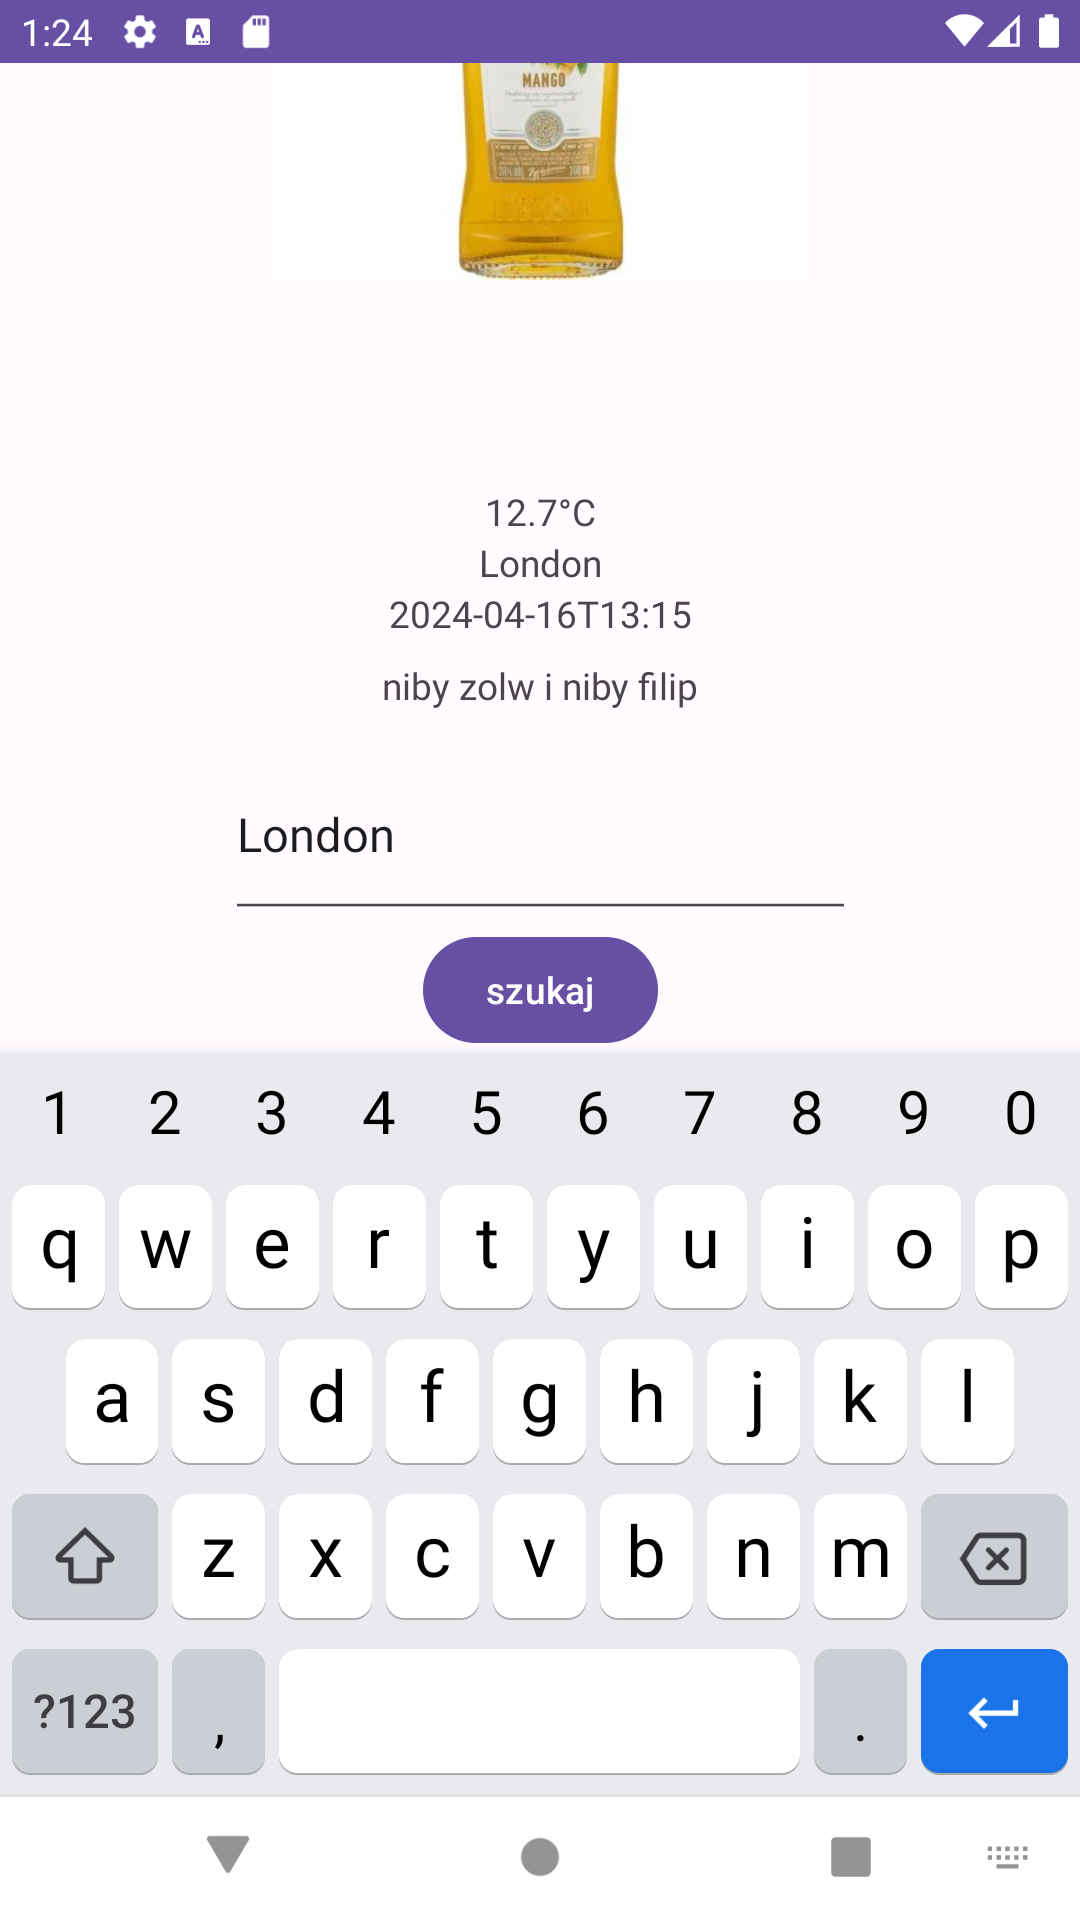 1:24
MANGO
12.7°C
London
2024-04-16T13:15
niby zolw i niby filip
London
szukaj
1 2 3 4 5 6 7 8 9 0
q w e r t y u i o p
a s d f g h j k l
z x c v b n m
?123 , .